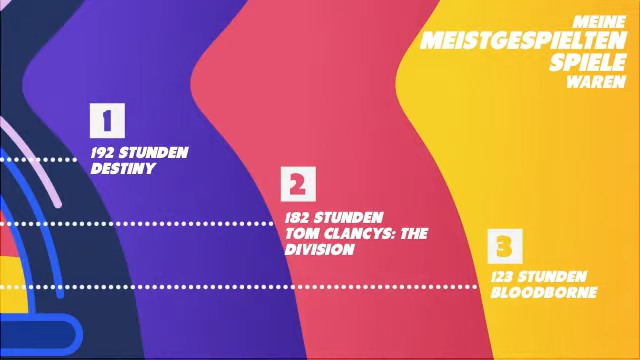 MEINE
MEISTGESPIELTEN
SPIELE
WAREN
1
192 STUNDEN
DESTINY
2
182 STUNDEN
TOM CLANCYS: THE
DIVISION
3
123 STUNDEN
BLOODBORNE